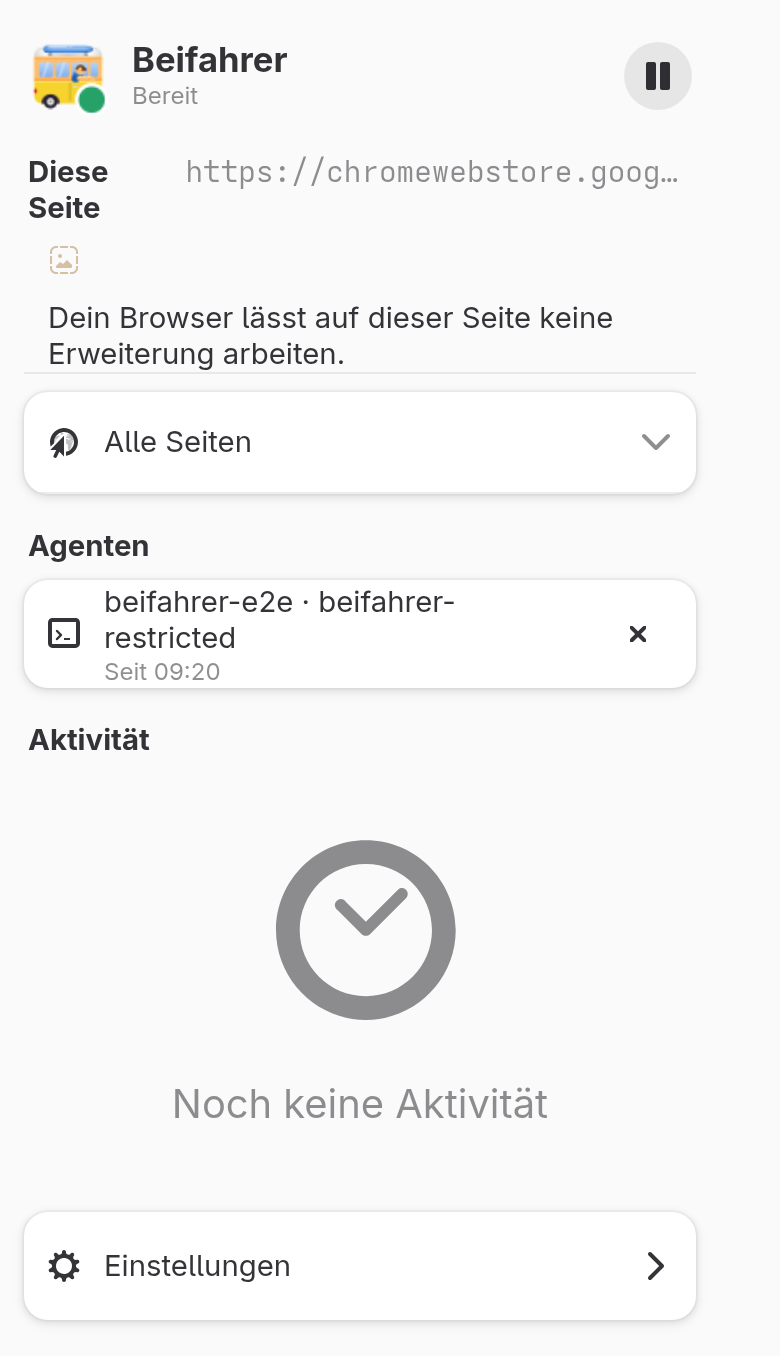 Beifahrer
Bereit
Diese
Seite
https://chromewebstore.goog…
Dein Browser lässt auf dieser Seite keine
Erweiterung arbeiten.
Alle Seiten
Agenten
beifahrer-e2e · beifahrer-
restricted
Seit 09:20
Aktivität
Noch keine Aktivität
Einstellungen